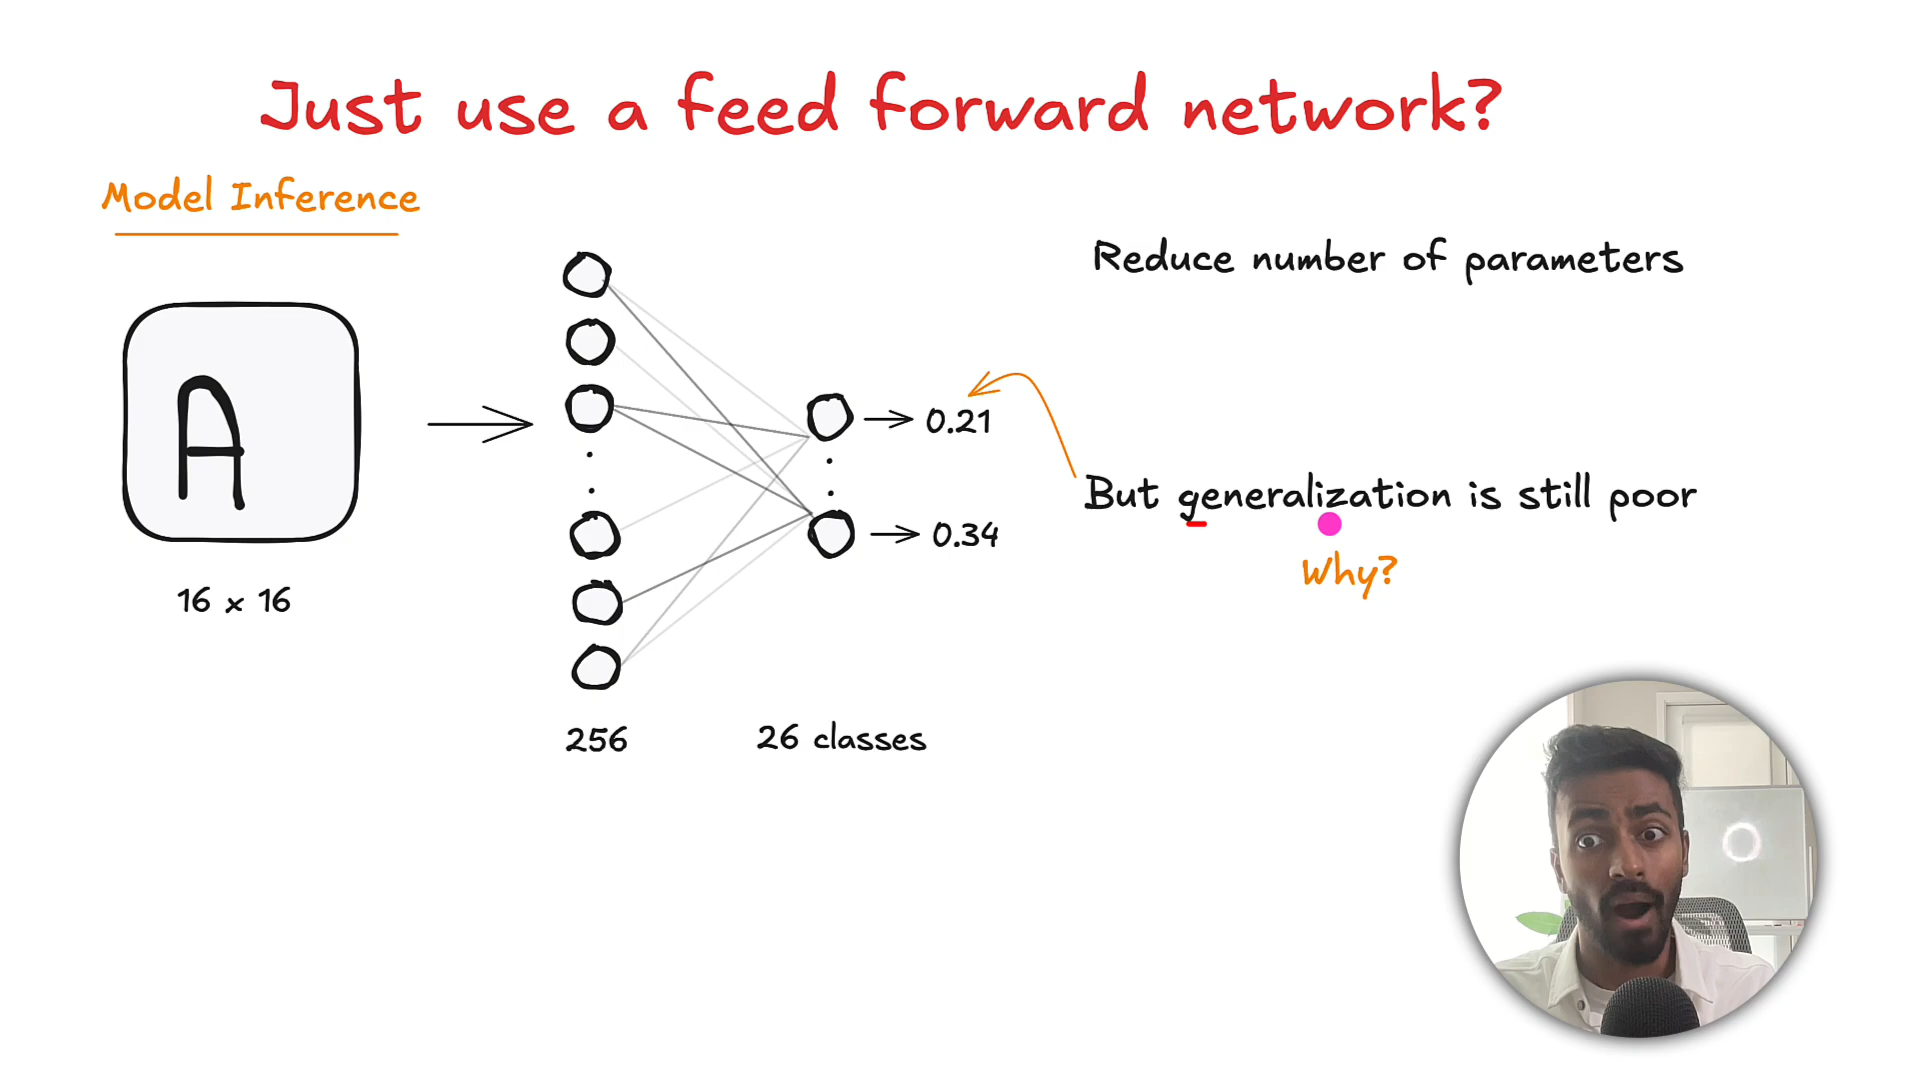 Just use a feed forward network?
Model Inference
Reduce number of parameters
A
0.21
But generalization is still poor
0.34
Why?
16 x 16
256
26 classes